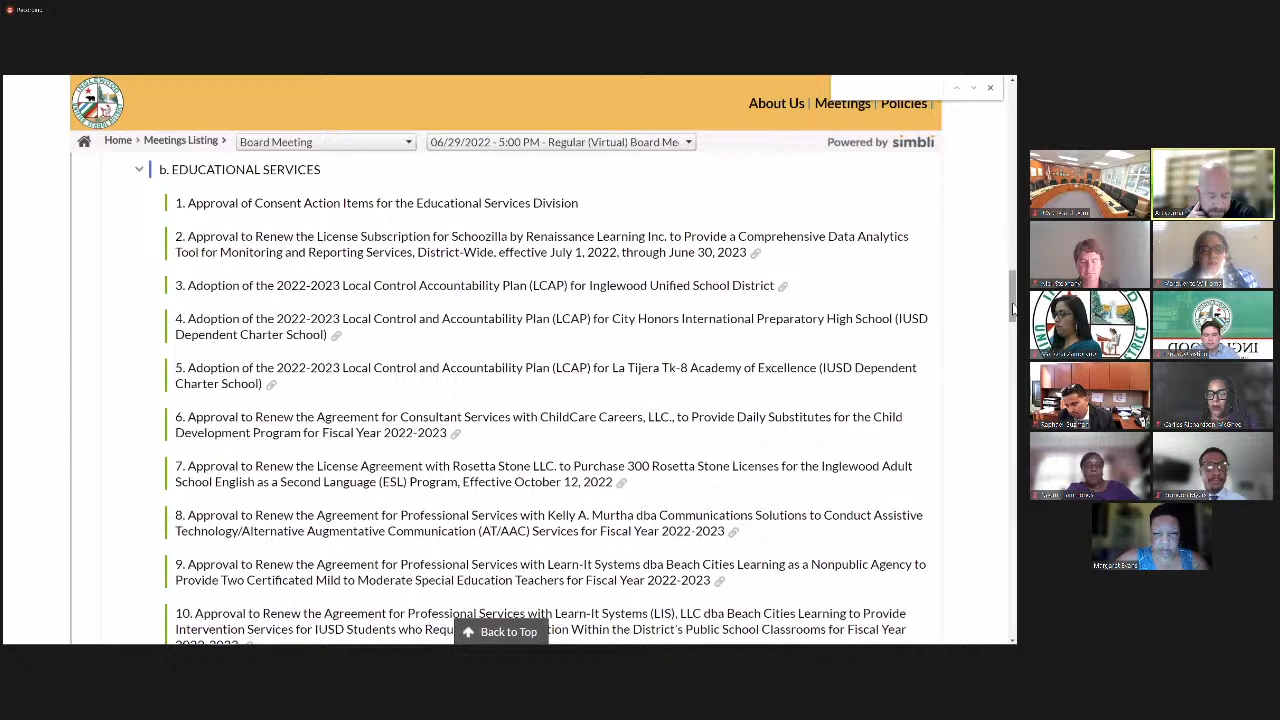 Recording
About Us | Meetings | Policies |
Home > Meetings Listing >
Board Meeting
06/29/2022 - 5:00 PM - Regular (Virtual) Board Me
Powered by simbli
b. EDUCATIONAL SERVICES
1. Approval of Consent Action Items for the Educational Services Division
2. Approval to Renew the License Subscription for Schoozilla by Renaissance Learning Inc. to Provide a Comprehensive Data Analytics
Tool for Monitoring and Reporting Services, District-Wide. effective July 1, 2022, through June 30, 2023
3. Adoption of the 2022-2023 Local Control Accountability Plan (LCAP) for Inglewood Unified School District
4. Adoption of the 2022-2023 Local Control and Accountability Plan (LCAP) for City Honors International Preparatory High School (IUSD
Dependent Charter School)
5. Adoption of the 2022-2023 Local Control and Accountability Plan (LCAP) for La Tijera Tk-8 Academy of Excellence (IUSD Dependent
Charter School)
6. Approval to Renew the Agreement for Consultant Services with ChildCare Careers, LLC., to Provide Daily Substitutes for the Child
Development Program for Fiscal Year 2022-2023
7. Approval to Renew the License Agreement with Rosetta Stone LLC. to Purchase 300 Rosetta Stone Licenses for the Inglewood Adult
School English as a Second Language (ESL) Program, Effective October 12, 2022
8. Approval to Renew the Agreement for Professional Services with Kelly A. Murtha dba Communications Solutions to Conduct Assistive
Technology/Alternative Augmentative Communication (AT/AAC) Services for Fiscal Year 2022-2023
9. Approval to Renew the Agreement for Professional Services with Learn-It Systems dba Beach Cities Learning as a Nonpublic Agency to
Provide Two Certificated Mild to Moderate Special Education Teachers for Fiscal Year 2022-2023
10. Approval to Renew the Agreement for Professional Services with Learn-It Systems (LIS), LLC dba Beach Cities Learning to Provide
Intervention Services for IUSD Students who Requ
Back to Top
tion Within the District's Public School Classrooms for Fiscal Year
Marguerite Williams
Raphael Guzman
Carliss Richardson-McGhee
Margaret Evans